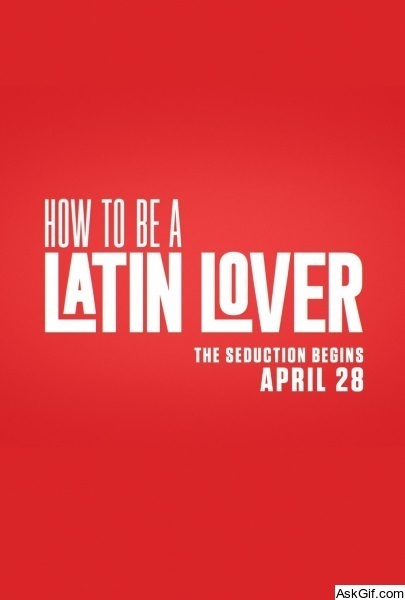 HOW TO BE A
LATIN LOVER
THE SEDUCTION BEGINS
APRIL 28
AskGif.com